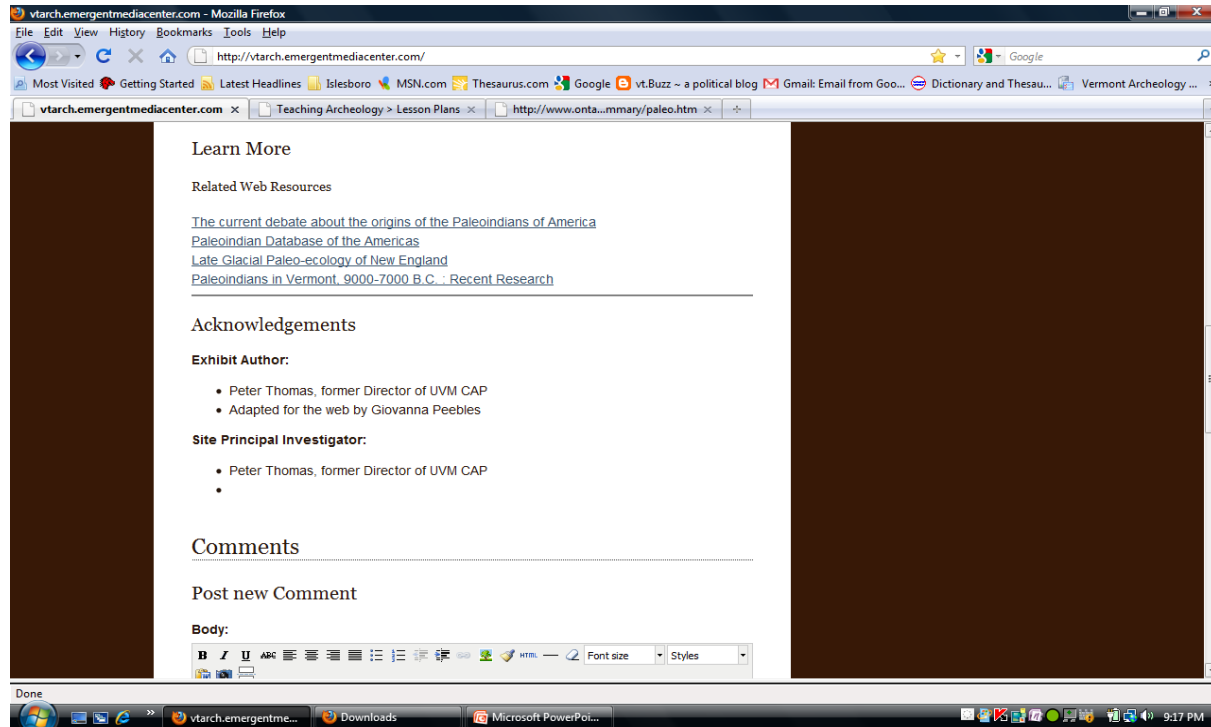 vtarch.emergentmediacenter.com - Mozilla Firefox
File Edit View History Bookmarks Tools Help
http://vtarch.emergentmediacenter.com/ Google
Most Visited Getting Started Latest Headlines Islesboro MSN.com Thesaurus.com Google vt.Buzz ~ a political blog Gmail: Email from Goo... Dictionary and Thesau... Vermont Archeology ...
vtarch.emergentmediacenter.com Teaching Archeology > Lesson Plans http://www.onta...mmary/paleo.htm
Learn More
Related Web Resources
The current debate about the origins of the Paleoindians of America
Paleoindian Database of the Americas
Late Glacial Paleo-ecology of New England
Paleoindians in Vermont, 9000-7000 B.C. : Recent Research
Acknowledgements
Exhibit Author:
• Peter Thomas, former Director of UVM CAP
• Adapted for the web by Giovanna Peebles
Site Principal Investigator:
• Peter Thomas, former Director of UVM CAP
•
Comments
Post new Comment
Body:
B I U ABC HTML Font size Styles
Done
vtarch.emergentme... Downloads Microsoft PowerPoi... 9:17 PM